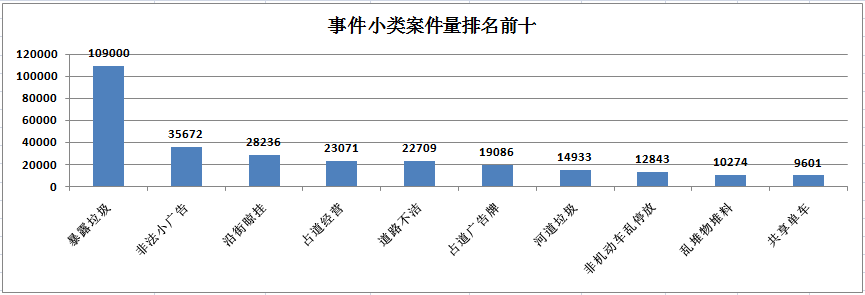 事件小类案件量排名前十
120000
100000
80000
60000
40000
20000
0
109000
35672
28236
23071
22709
19086
14933
12843
10274
9601
暴露垃圾
非法小广告
沿街晾挂
占道经营
道路不洁
占道广告牌
河道垃圾
非机动车乱停放
乱堆物堆料
共享单车